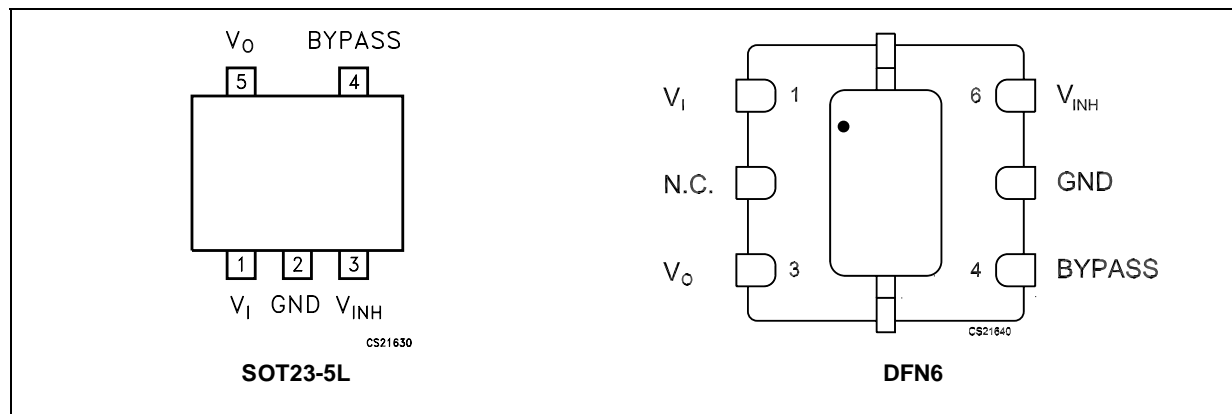 V_O BYPASS
5 4
1 2 3
V_I GND V_INH
CS21630
SOT23-5L
V_I 1 6 V_INH
N.C. GND
V_O 3 4 BYPASS
CS21640
DFN6